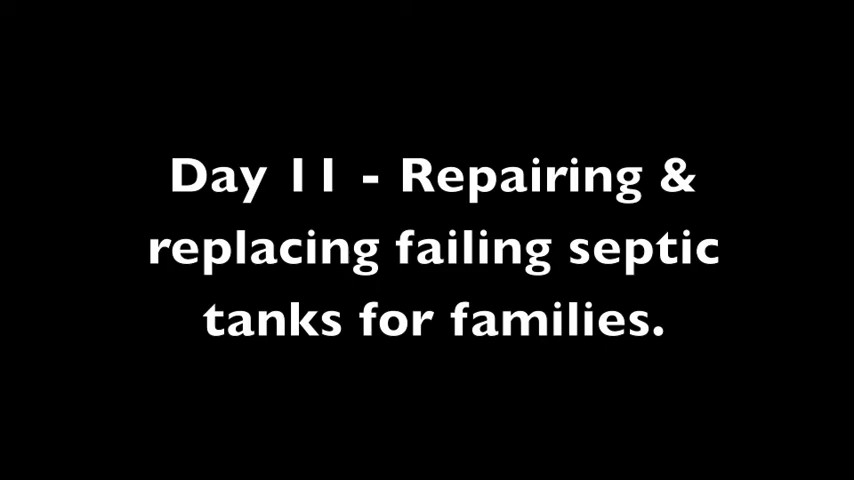 Day 11 - Repairing &
replacing failing septic
tanks for families.